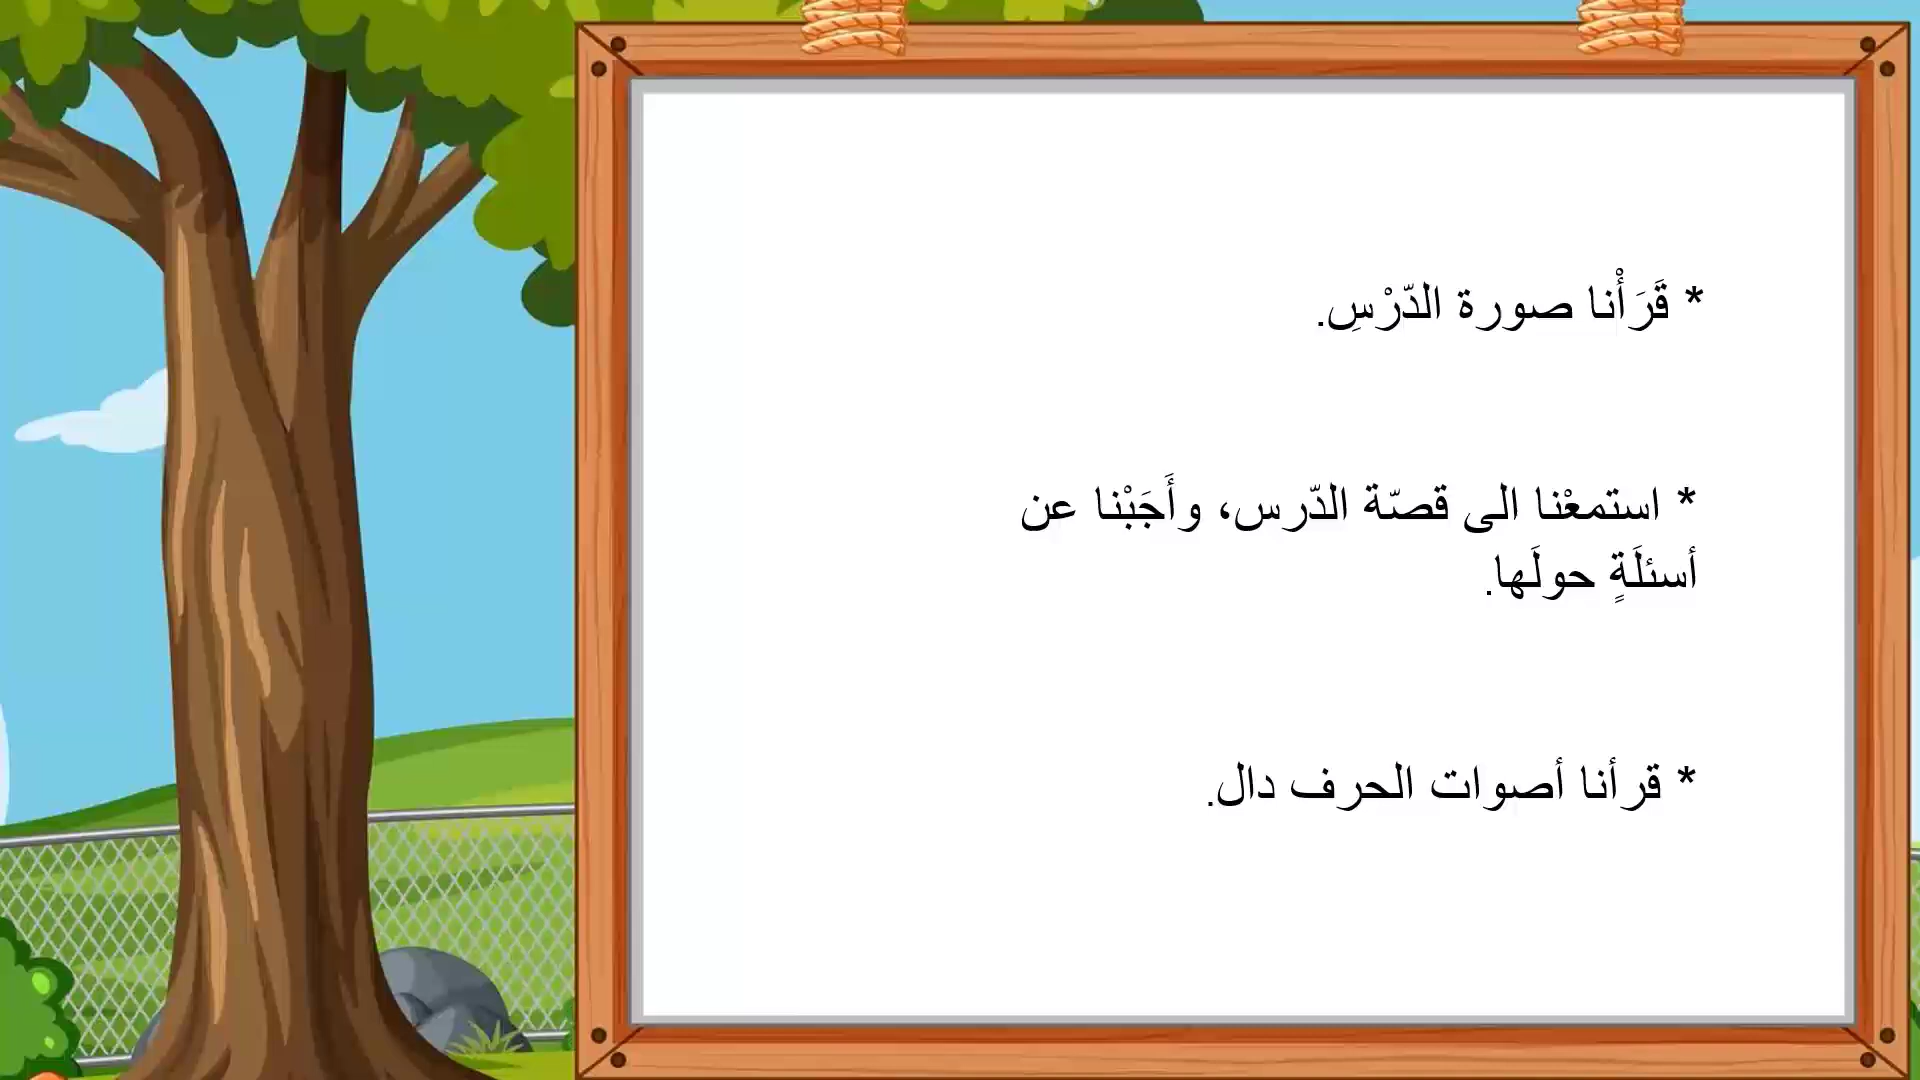 * قَرَأْنا صورة الدّرْسِ.
* استمعْنا الى قصّة الدّرس، وأَجَبْنا عن
أسئلَةٍ حولَها.
* قرأنا أصوات الحرف دال.